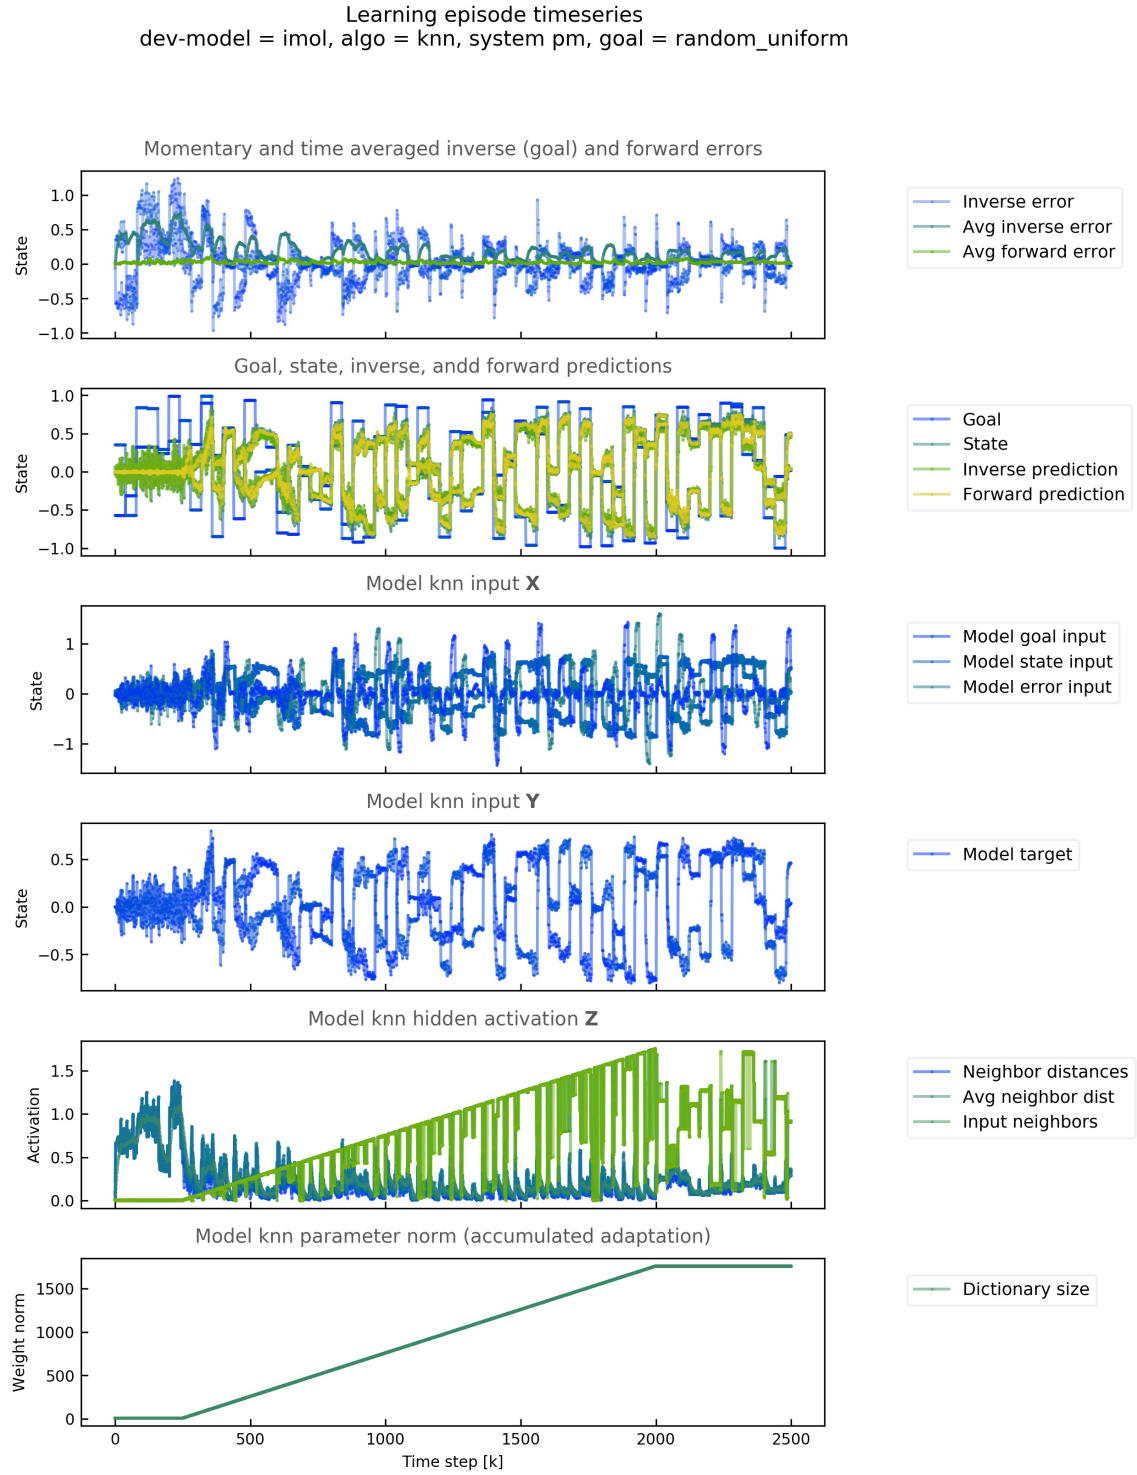 Learning episode timeseries
dev-model = imol, algo = knn, system pm, goal = random_uniform
Momentary and time averaged inverse (goal) and forward errors
State
1.0
0.5
0.0
−0.5
−1.0
Inverse error
Avg inverse error
Avg forward error
Goal, state, inverse, andd forward predictions
State
1.0
0.5
0.0
−0.5
−1.0
Goal
State
Inverse prediction
Forward prediction
Model knn input X
State
1
0
−1
Model goal input
Model state input
Model error input
Model knn input Y
State
0.5
0.0
−0.5
Model target
Model knn hidden activation Z
Activation
1.5
1.0
0.5
0.0
Neighbor distances
Avg neighbor dist
Input neighbors
Model knn parameter norm (accumulated adaptation)
Weight norm
1500
1000
500
0
Dictionary size
0 500 1000 1500 2000 2500
Time step [k]